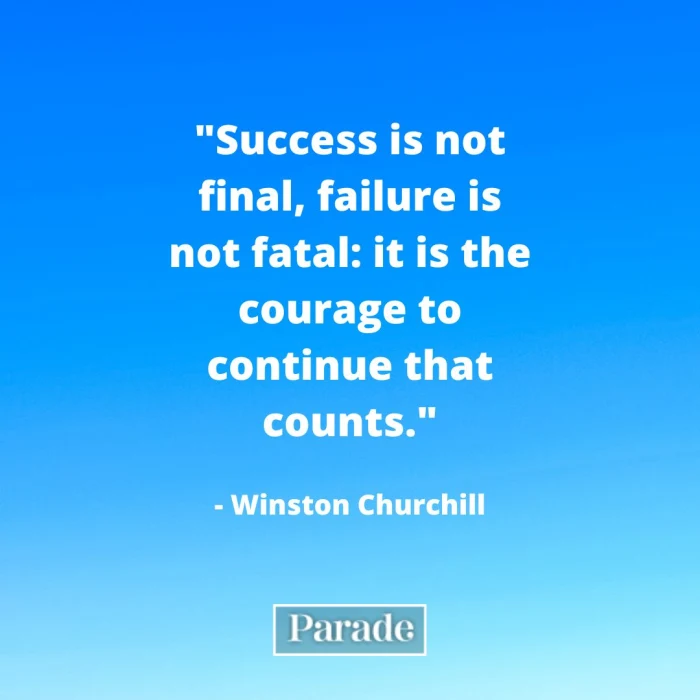 "Success is not
final, failure is
not fatal: it is the
courage to
continue that
counts."
- Winston Churchill
Parade